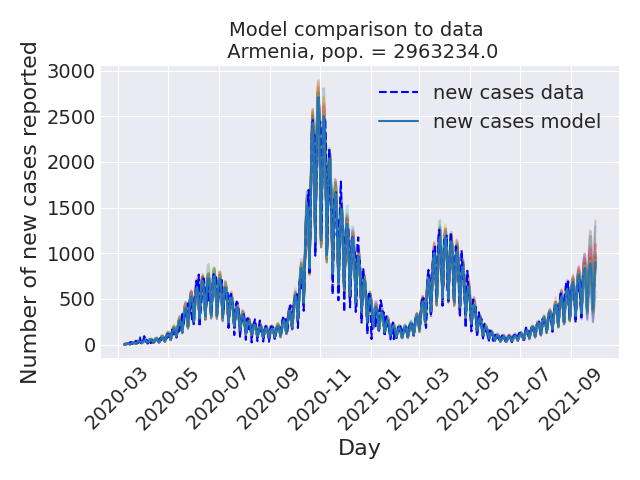 Model comparison to data
Armenia, pop. = 2963234.0
Number of new cases reported
3000
2500
2000
1500
1000
500
0
new cases data
new cases model
2020-03
2020-05
2020-07
2020-09
2020-11
2021-01
2021-03
2021-05
2021-07
2021-09
Day